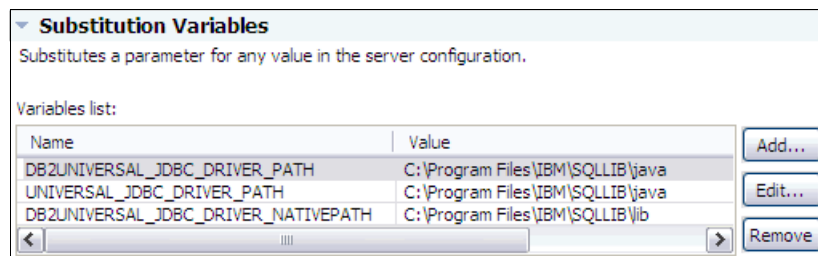 Substitution Variables
Substitutes a parameter for any value in the server configuration.
Variables list:
Name Value
DB2UNIVERSAL_JDBC_DRIVER_PATH C:\Program Files\IBM\SQLLIB\java
UNIVERSAL_JDBC_DRIVER_PATH C:\Program Files\IBM\SQLLIB\java
DB2UNIVERSAL_JDBC_DRIVER_NATIVEPATH C:\Program Files\IBM\SQLLIB\lib
Add...
Edit...
Remove